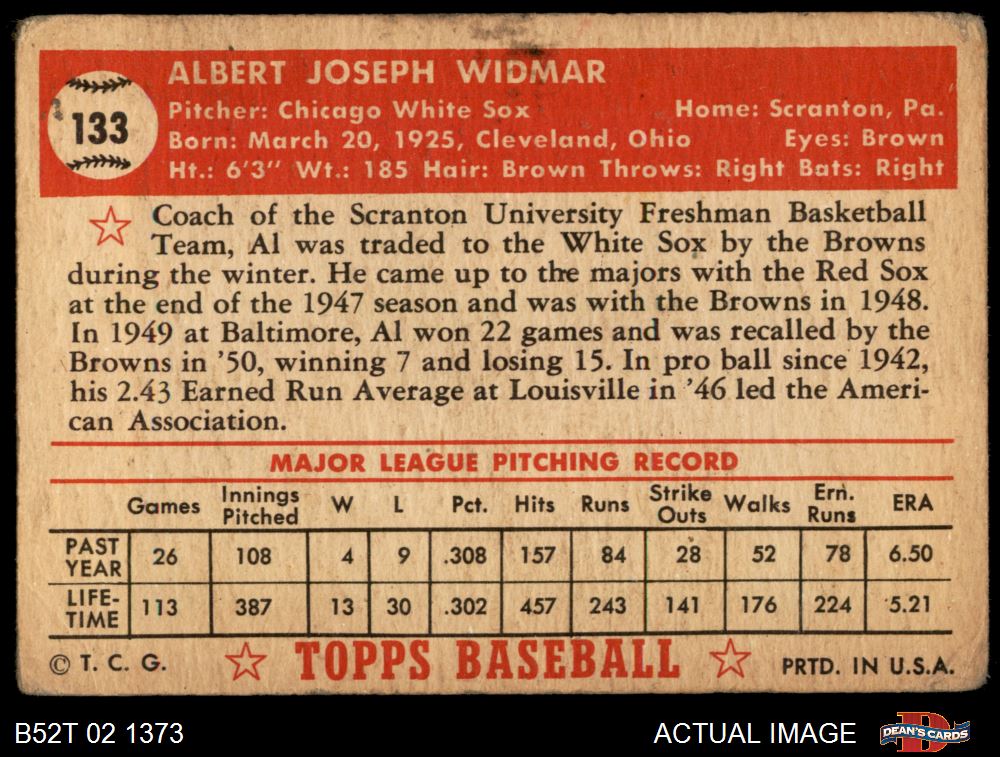 ALBERT JOSEPH WIDMAR
133
Pitcher: Chicago White Sox Home: Scranton, Pa.
Born: March 20, 1925, Cleveland, Ohio Eyes: Brown
Ht.: 6'3" Wt.: 185 Hair: Brown Throws: Right Bats: Right
Coach of the Scranton University Freshman Basketball
Team, Al was traded to the White Sox by the Browns
during the winter. He came up to the majors with the Red Sox
at the end of the 1947 season and was with the Browns in 1948.
In 1949 at Baltimore, Al won 22 games and was recalled by the
Browns in '50, winning 7 and losing 15. In pro ball since 1942,
his 2.43 Earned Run Average at Louisville in '46 led the Ameri-
can Association.
MAJOR LEAGUE PITCHING RECORD
Games Innings Pitched W L Pct. Hits Runs Strike Outs Walks Ern. Runs ERA
PAST YEAR 26 108 4 9 .308 157 84 28 52 78 6.50
LIFE-TIME 113 387 13 30 .302 457 243 141 176 224 5.21
© T. C. G. TOPPS BASEBALL PRTD. IN U.S.A.
B52T 02 1373 ACTUAL IMAGE DEAN'S CARDS